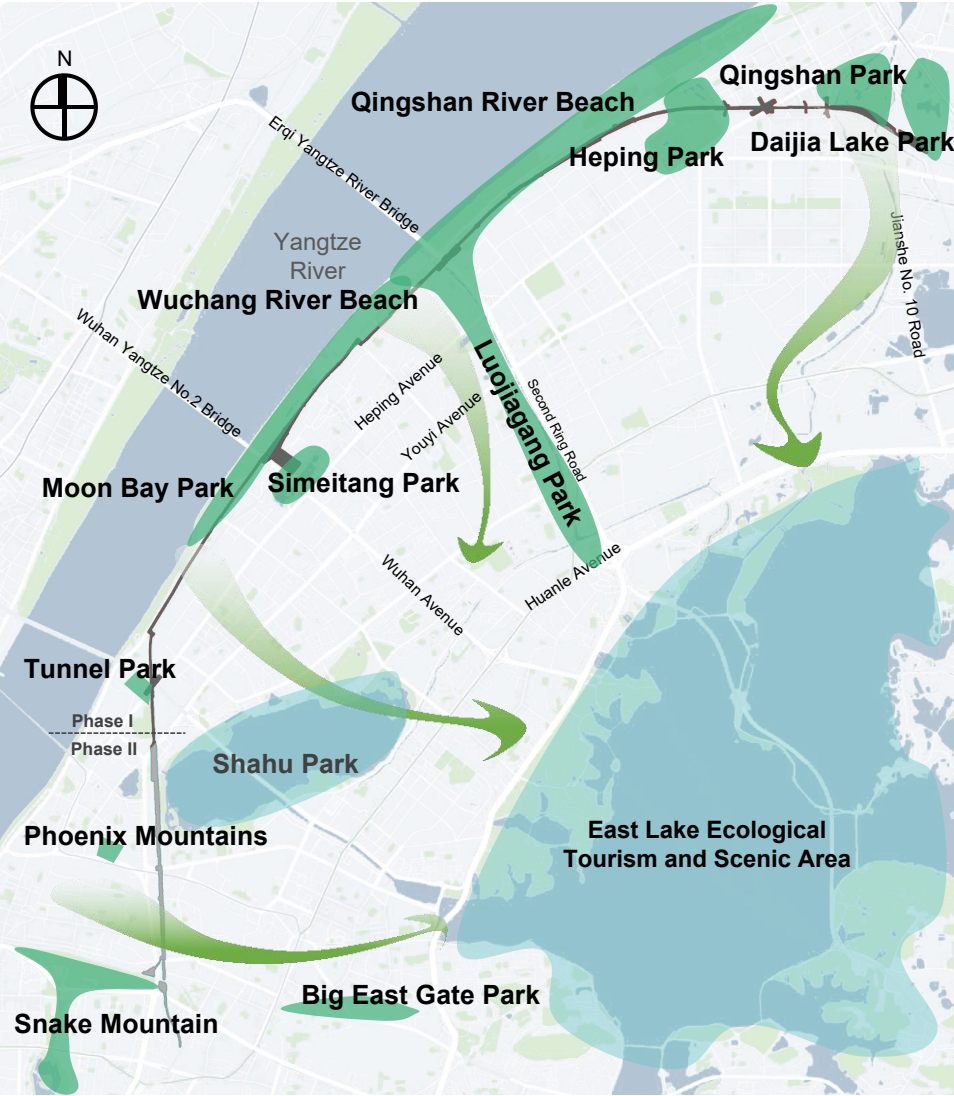 N
Qingshan Park
Qingshan River Beach
Daijia Lake Park
Heping Park
Erqi Yangtze River Bridge
Yangtze
River
Jianshe No. 10 Road
Wuchang River Beach
Wuhan Yangtze No.2 Bridge
Heping Avenue
Luojiagang Park
Second Ring Road
Youyi Avenue
Moon Bay Park
Simeitang Park
Huanle Avenue
Wuhan Avenue
Tunnel Park
Phase I
Phase II
Shahu Park
Phoenix Mountains
East Lake Ecological
Tourism and Scenic Area
Big East Gate Park
Snake Mountain